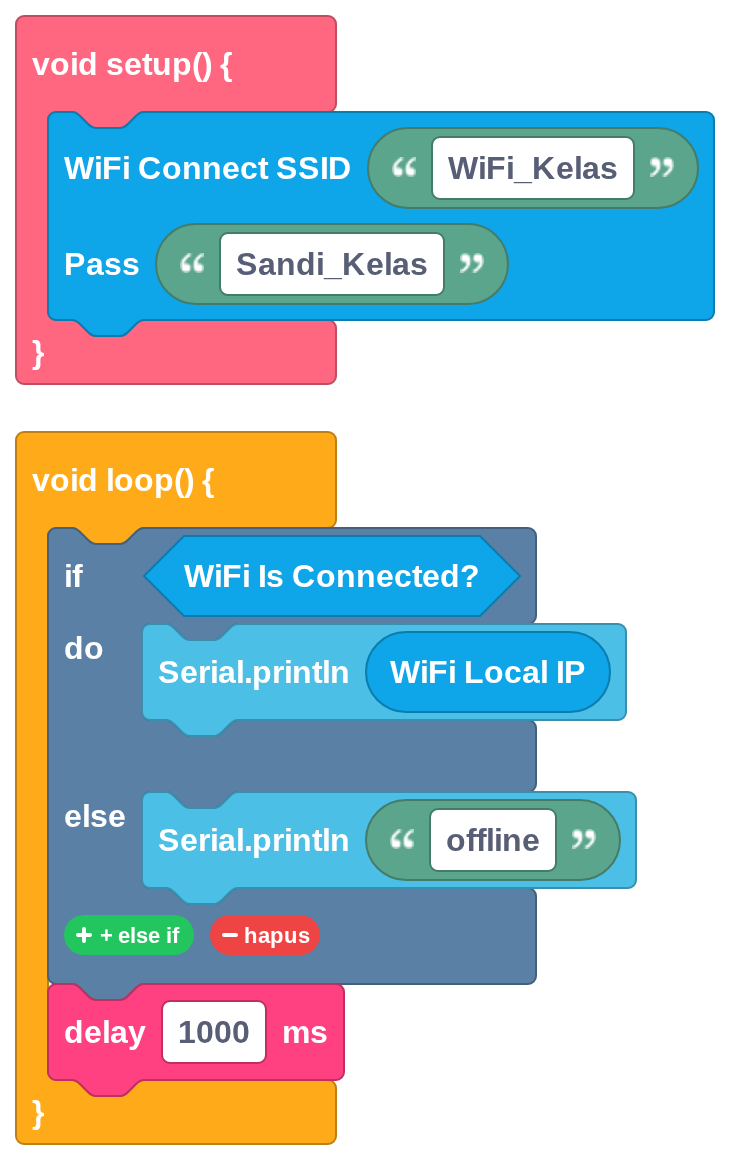 void setup() {
WiFi Connect SSID “ WiFi_Kelas ”
Pass “ Sandi_Kelas ”
}
void loop() {
if WiFi Is Connected?
do Serial.println WiFi Local IP
else Serial.println “ offline ”
+ + else if − hapus
delay 1000 ms
}